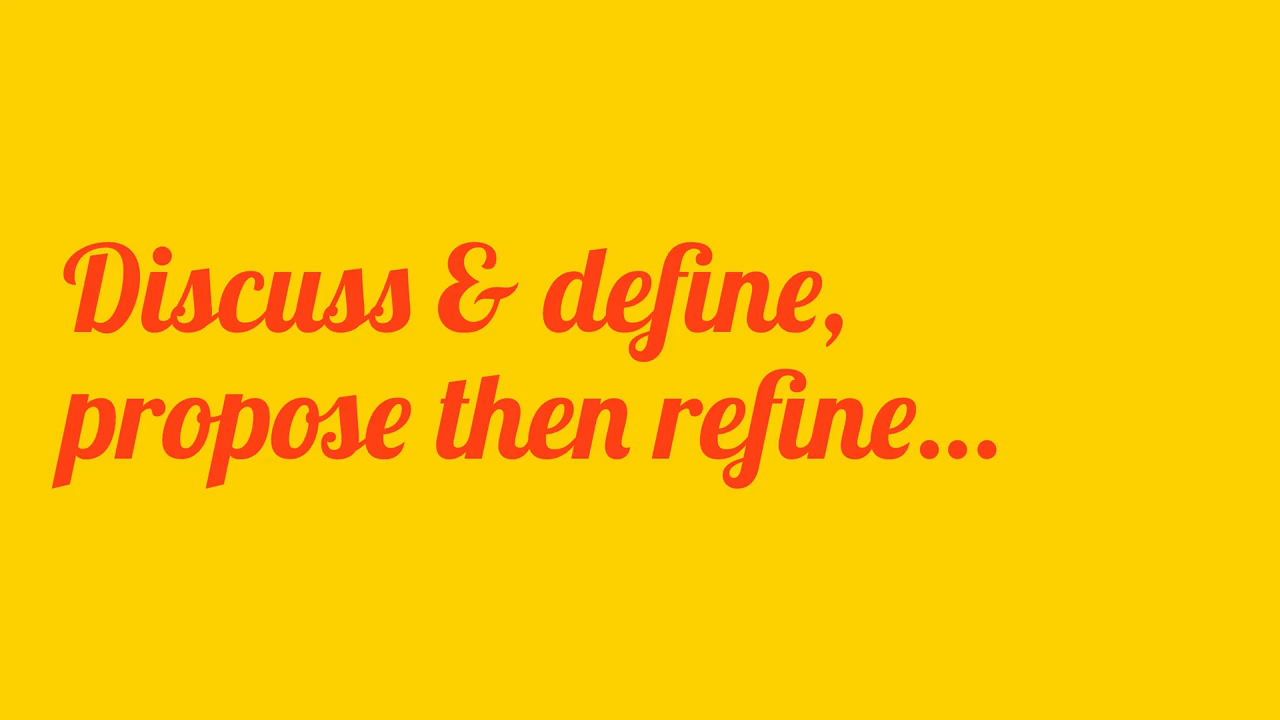 Discuss & define,
propose then refine...